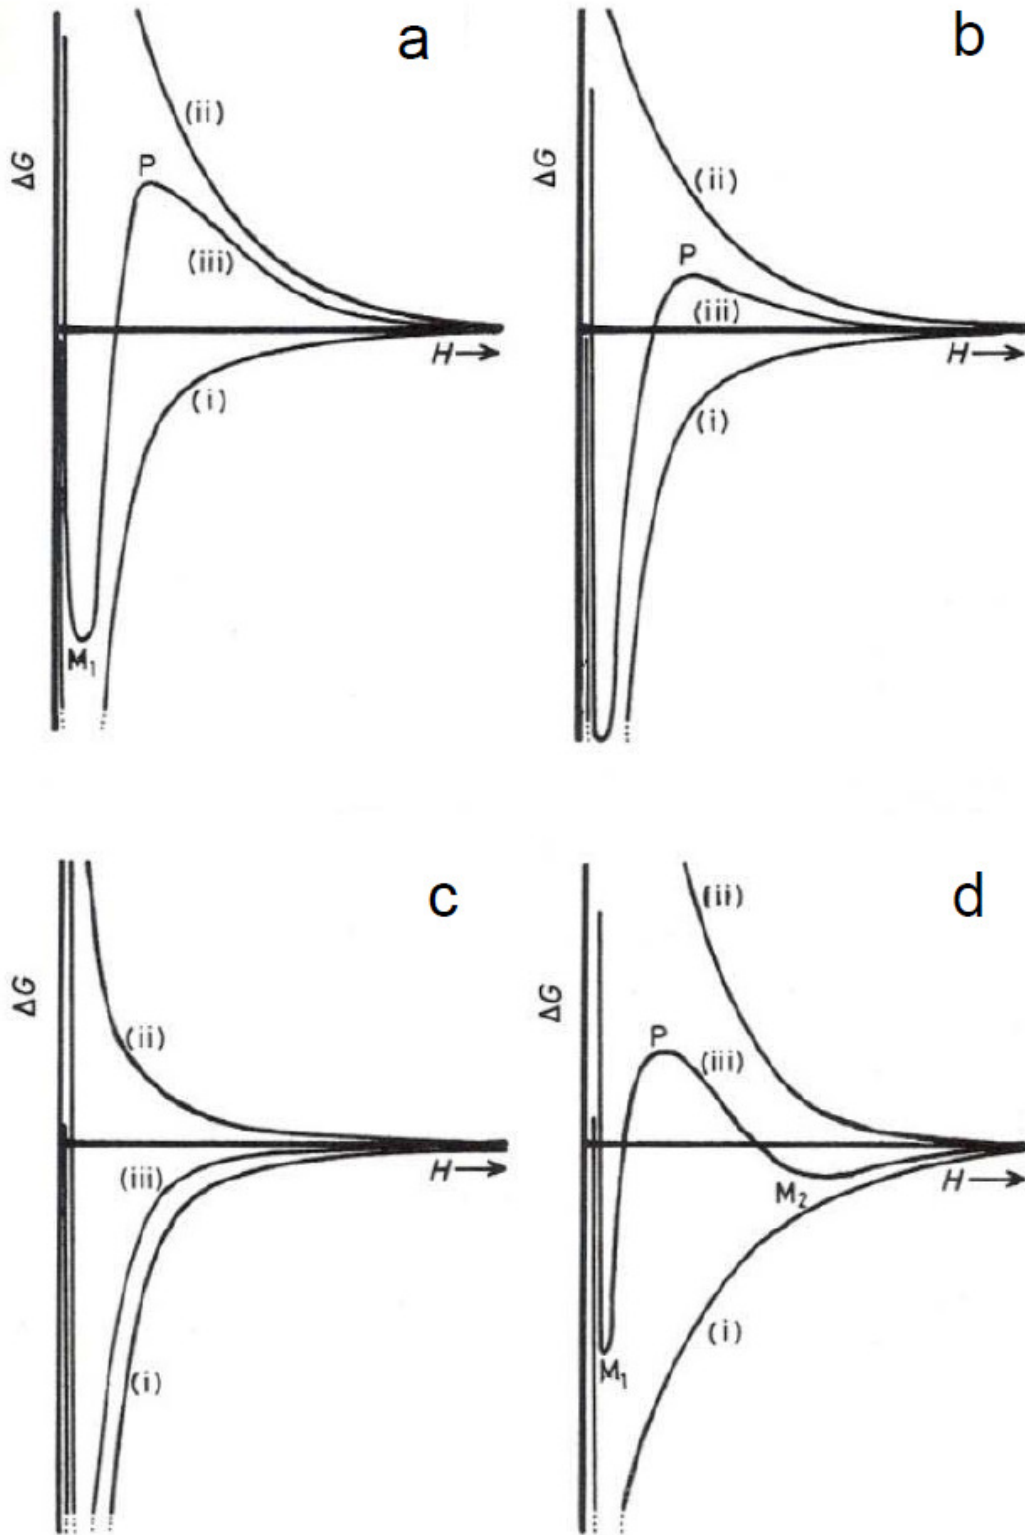 a
(ii)
ΔG
P
(iii)
H→
(i)
M₁
b
ΔG
(ii)
P
(iii)
H→
(i)
c
ΔG
(ii)
(iii)
H→
(i)
d
(ii)
ΔG
P
(iii)
H→
M₂
(i)
M₁